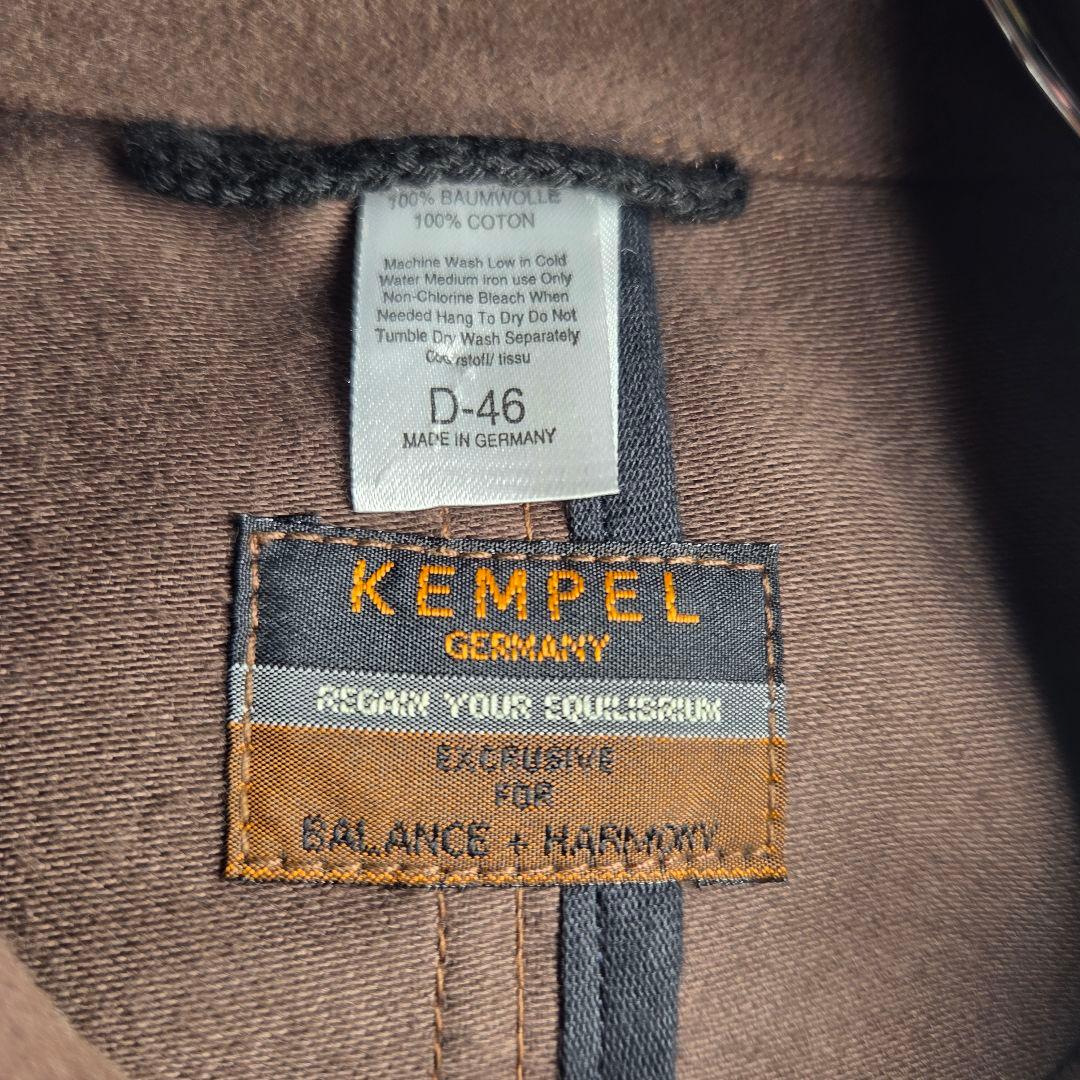 100% BAUMWOLLE
100% COTON
Machine Wash Low in Cold
Water Medium iron use Only
Non-Chlorine Bleach When
Needed Hang To Dry Do Not
Tumble Dry Wash Separately
/ tissu
D-46
MADE IN GERMANY
KEMPEL
GERMANY
REGAIN YOUR EQUILIBRIUM
EXCFUSIVE
FOR
BALANCE + HARMONY